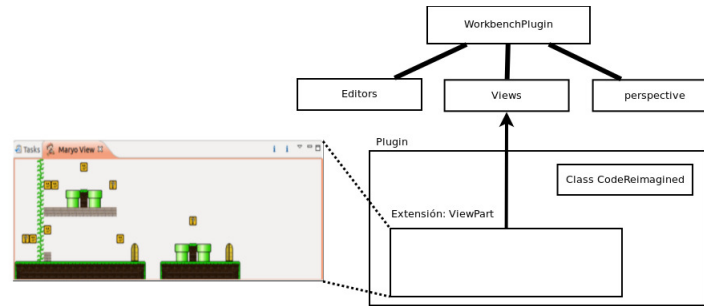 WorkbenchPlugin
Editors
Views
perspective
Plugin
Class CodeReimagined
Extensión: ViewPart
Tasks
Maryo View